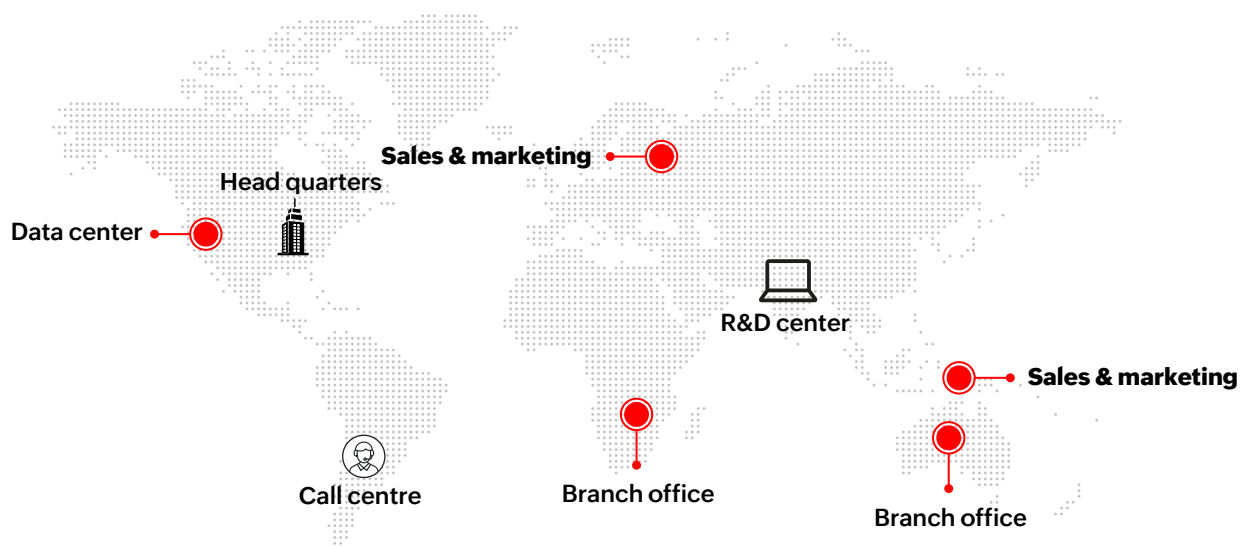 Sales & marketing
Head quarters
Data center
R&D center
Sales & marketing
Call centre
Branch office
Branch office